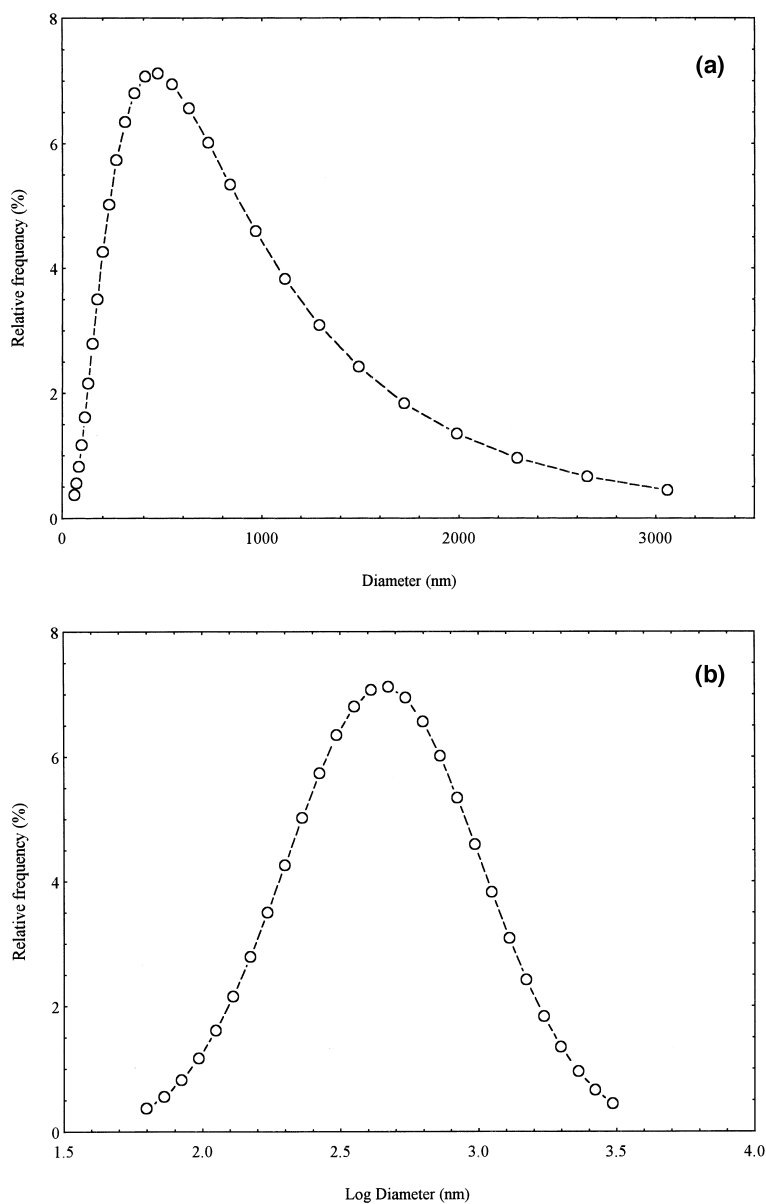 8
(a)
6
Relative frequency (%)
4
2
0
0 1000 2000 3000
Diameter (nm)
8
(b)
6
Relative frequency (%)
4
2
0
1.5 2.0 2.5 3.0 3.5 4.0
Log Diameter (nm)